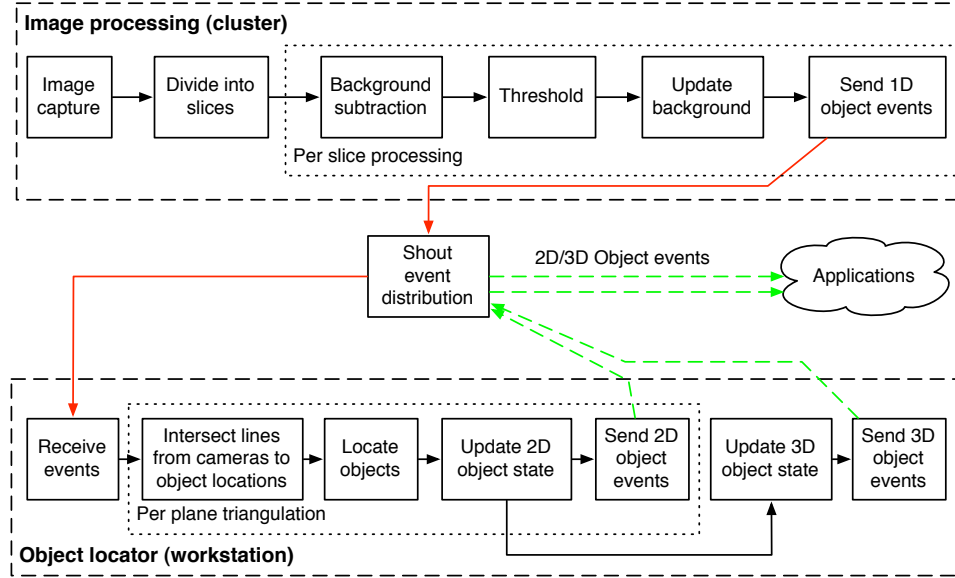 Image processing (cluster)
Image
capture
Divide into
slices
Background
subtraction
Threshold
Update
background
Send 1D
object events
Per slice processing
Shout
event
distribution
2D/3D Object events
Applications
Receive
events
Intersect lines
from cameras to
object locations
Locate
objects
Update 2D
object state
Send 2D
object
events
Update 3D
object state
Send 3D
object
events
Per plane triangulation
Object locator (workstation)